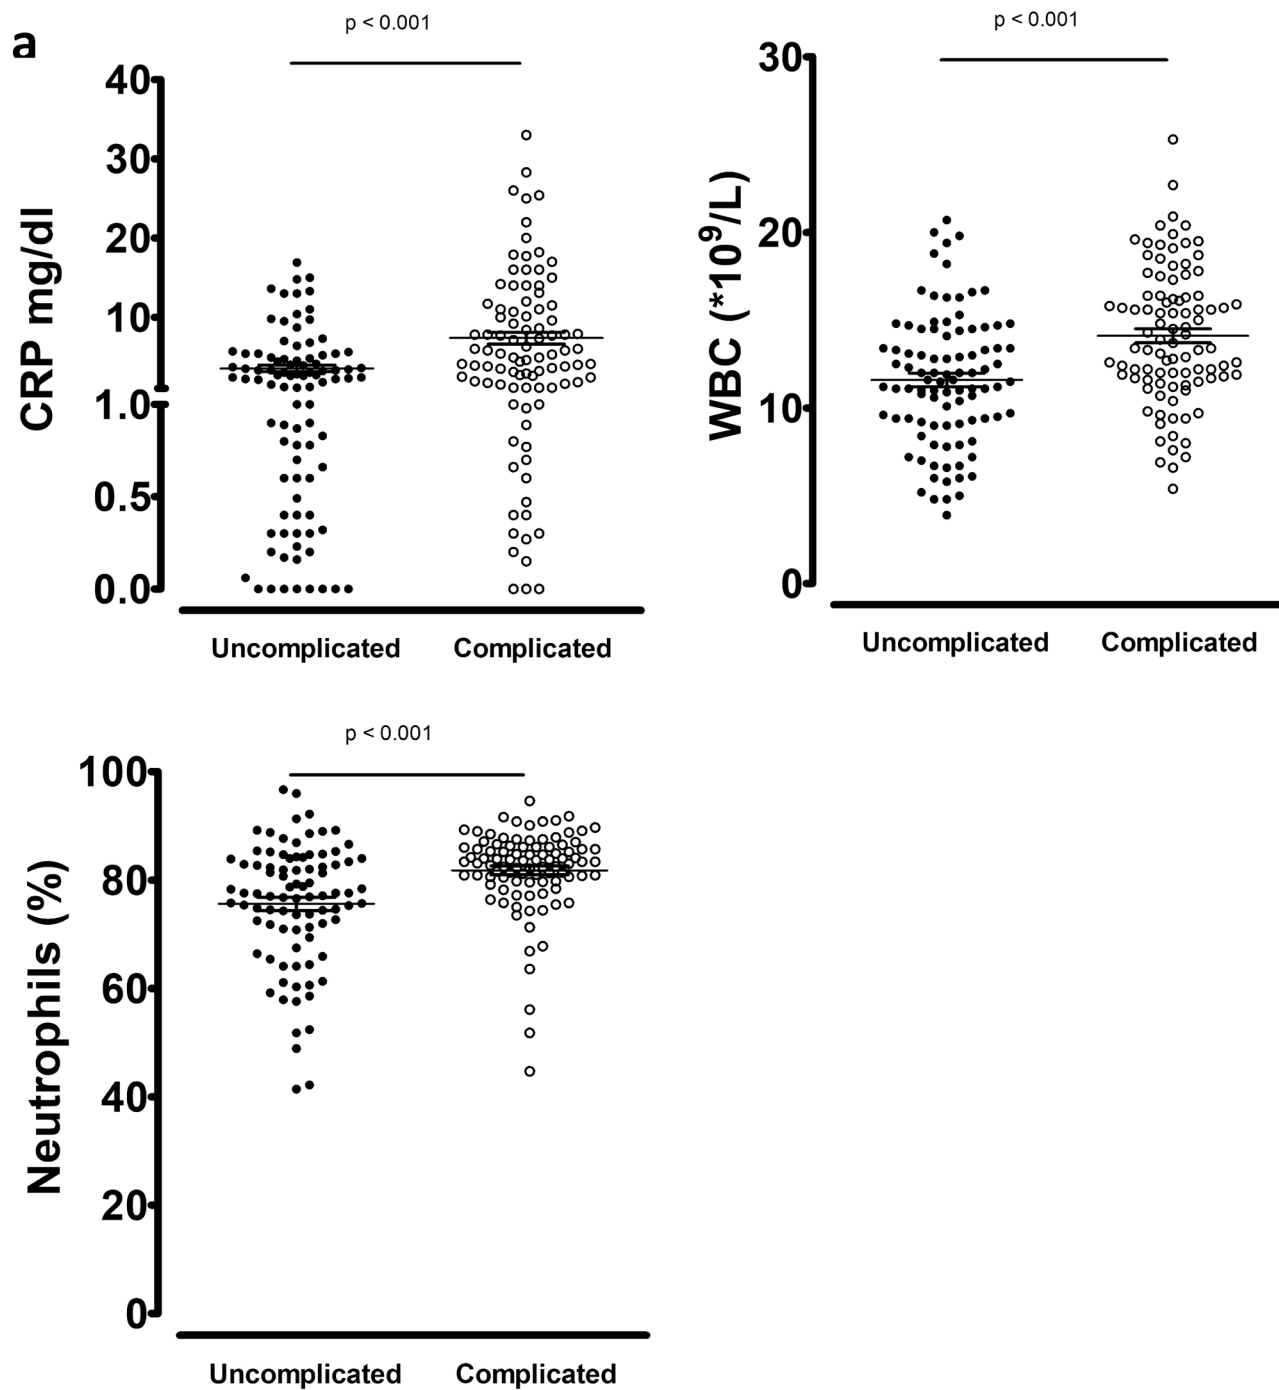 a
p < 0.001
CRP mg/dl
40
30
20
10
1.0
0.5
0.0
Uncomplicated Complicated
p < 0.001
WBC (*10⁹/L)
30
20
10
0
Uncomplicated Complicated
p < 0.001
Neutrophils (%)
100
80
60
40
20
0
Uncomplicated Complicated